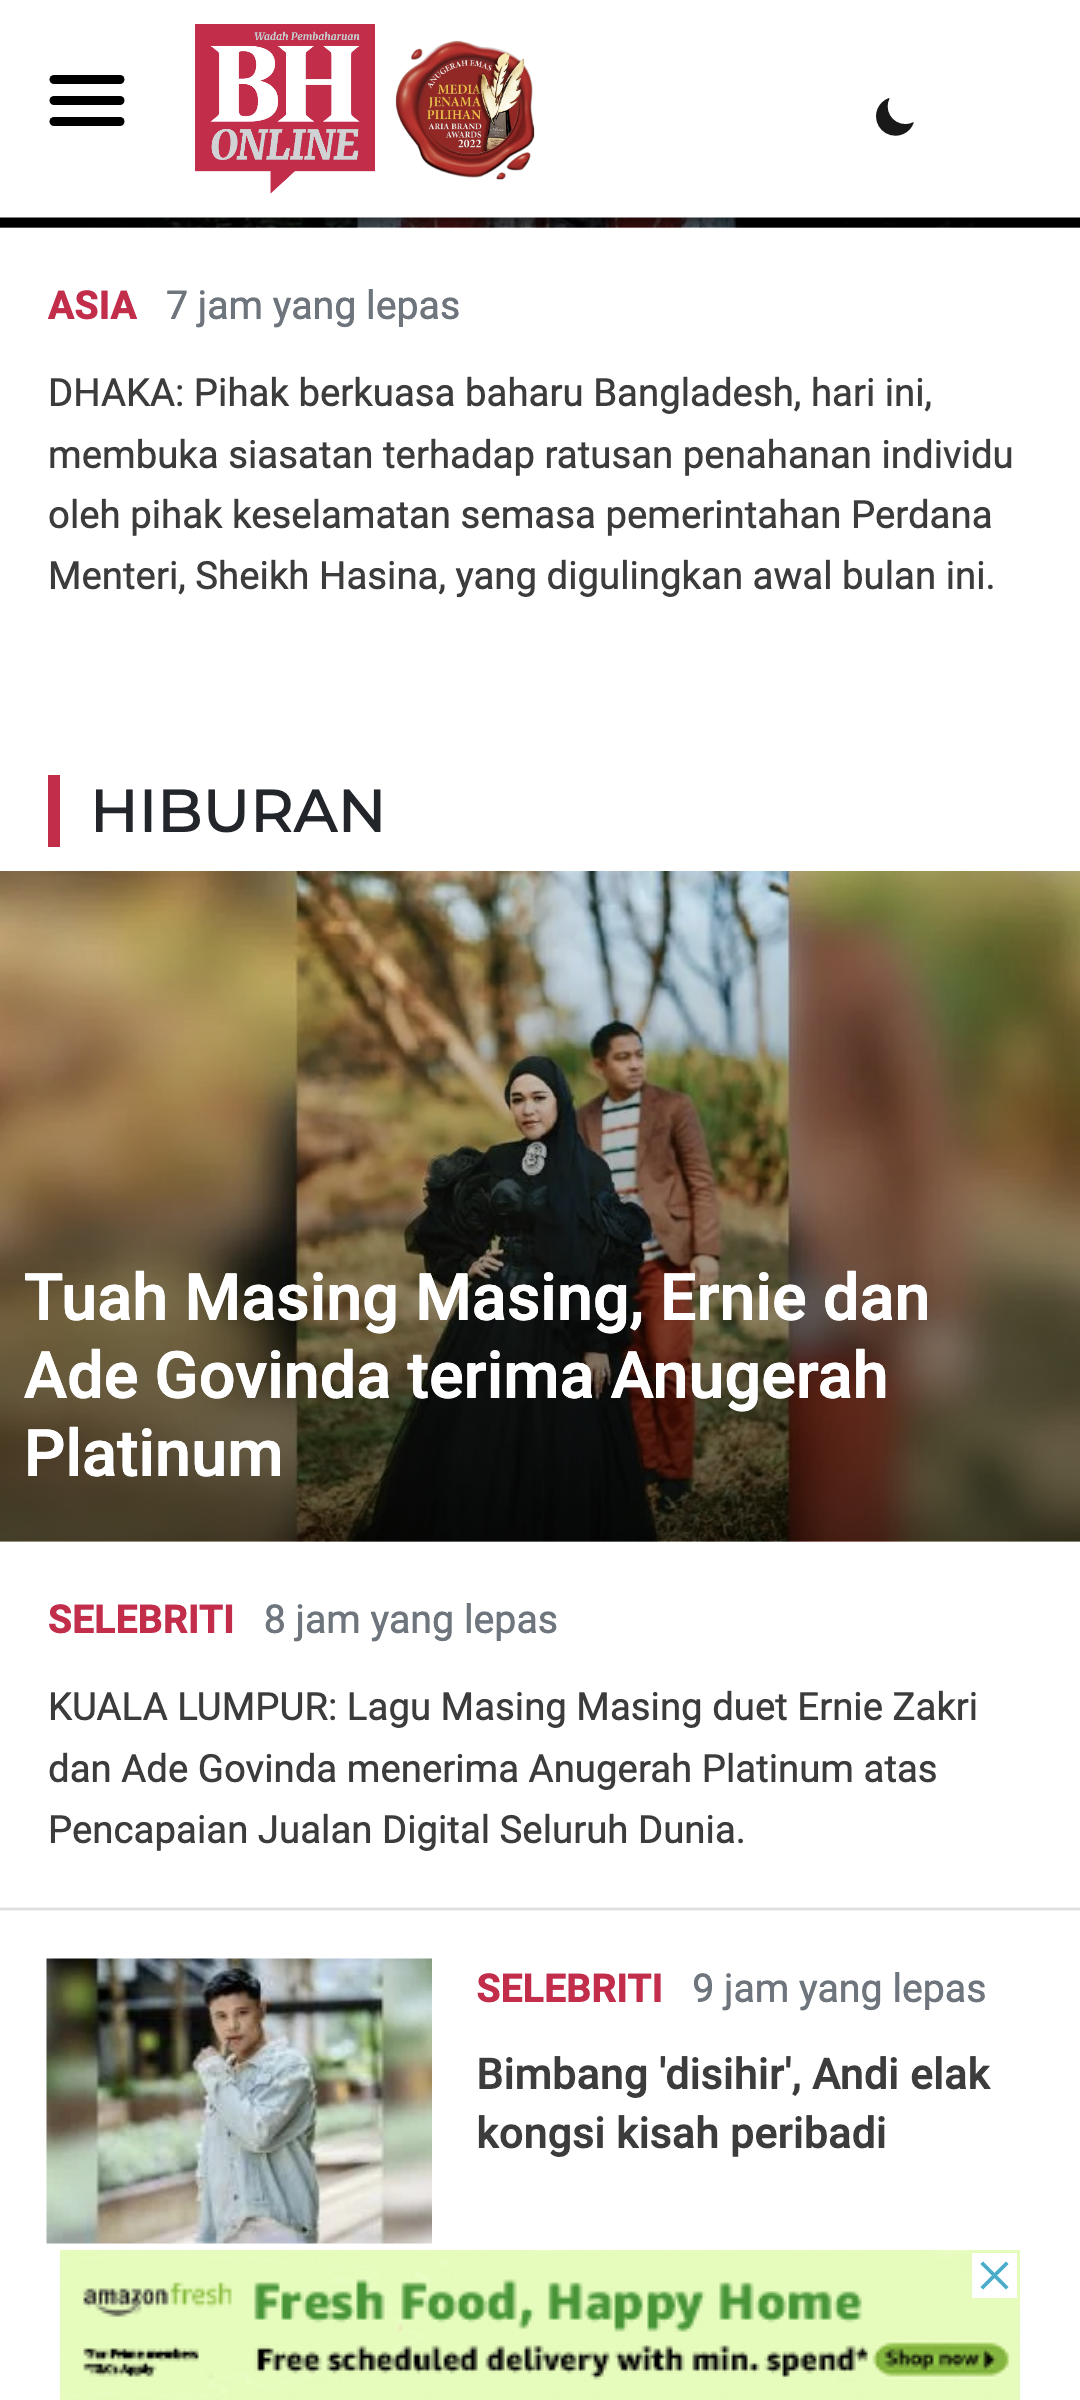 Wadah Pembaharuan
BH
ONLINE
ANUGERAH EMAS
MEDIA
JENAMA
PILIHAN
ARIA BRAND
AWARDS
2022
ASIA 7 jam yang lepas
DHAKA: Pihak berkuasa baharu Bangladesh, hari ini,
membuka siasatan terhadap ratusan penahanan individu
oleh pihak keselamatan semasa pemerintahan Perdana
Menteri, Sheikh Hasina, yang digulingkan awal bulan ini.
HIBURAN
Tuah Masing Masing, Ernie dan
Ade Govinda terima Anugerah
Platinum
SELEBRITI 8 jam yang lepas
KUALA LUMPUR: Lagu Masing Masing duet Ernie Zakri
dan Ade Govinda menerima Anugerah Platinum atas
Pencapaian Jualan Digital Seluruh Dunia.
SELEBRITI 9 jam yang lepas
Bimbang 'disihir', Andi elak
kongsi kisah peribadi
amazon fresh
Fresh Food, Happy Home
*For Prime members
*T&Cs Apply
Free scheduled delivery with min. spend*
Shop now